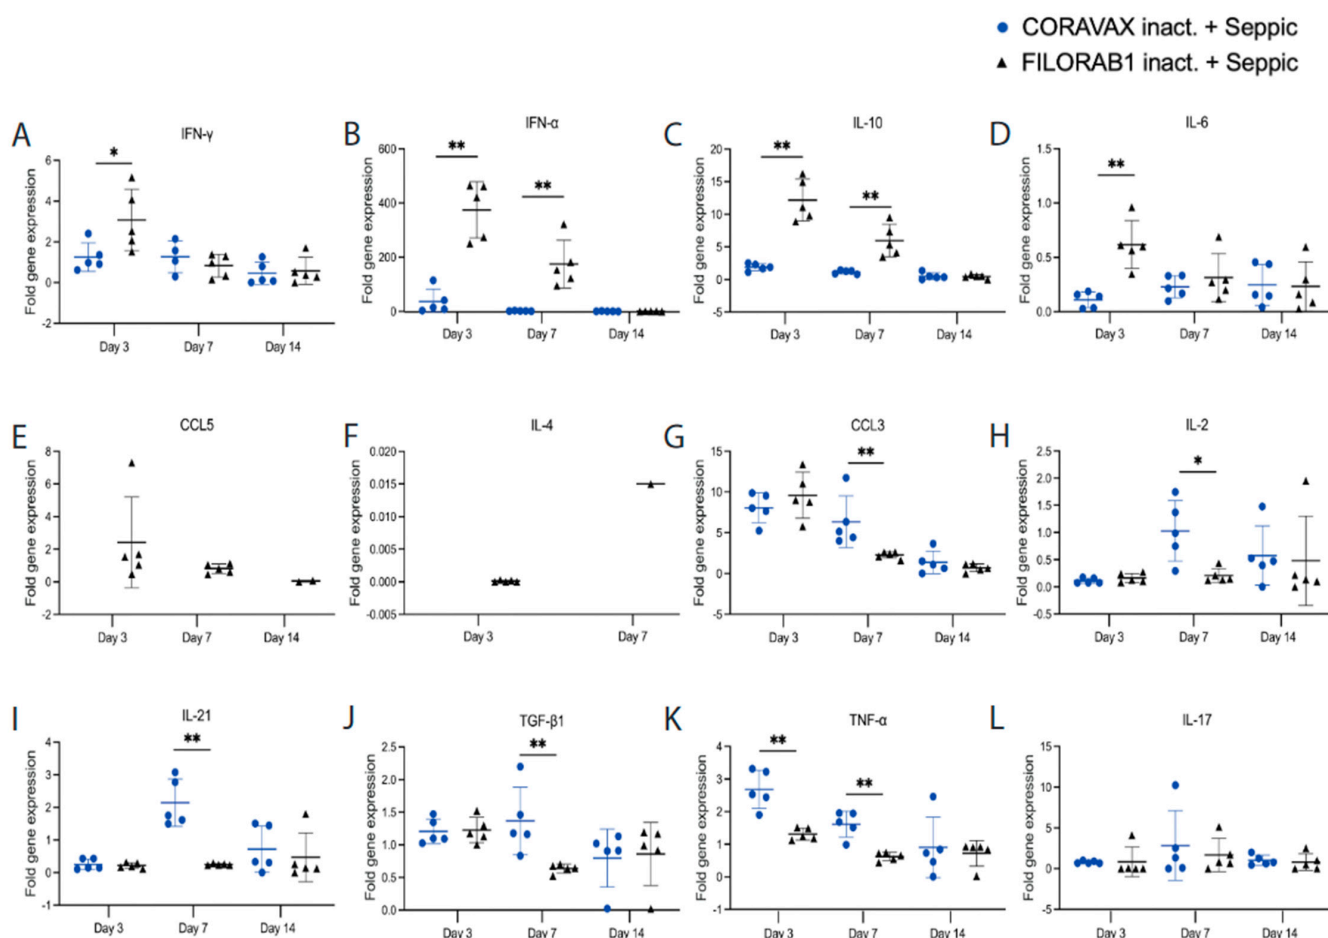 CORAVAX inact. + Seppic
FILORAB1 inact. + Seppic
A
IFN-γ
*
Fold gene expression
6
4
2
0
-2
Day 3
Day 7
Day 14
B
IFN-α
**
**
Fold gene expression
600
400
200
0
Day 3
Day 7
Day 14
C
IL-10
**
**
Fold gene expression
20
15
10
5
0
-5
Day 3
Day 7
Day 14
D
IL-6
**
Fold gene expression
1.5
1.0
0.5
0.0
Day 3
Day 7
Day 14
E
CCL5
Fold gene expression
8
6
4
2
0
-2
Day 3
Day 7
Day 14
F
IL-4
Fold gene expression
0.020
0.015
0.010
0.005
0.000
-0.005
Day 3
Day 7
G
CCL3
**
Fold gene expression
15
10
5
0
-5
Day 3
Day 7
Day 14
H
IL-2
*
Fold gene expression
2.5
2.0
1.5
1.0
0.5
0.0
-0.5
Day 3
Day 7
Day 14
I
IL-21
**
Fold gene expression
4
3
2
1
0
-1
Day 3
Day 7
Day 14
J
TGF-β1
**
Fold gene expression
2.5
2.0
1.5
1.0
0.5
0.0
Day 3
Day 7
Day 14
K
TNF-α
**
**
Fold gene expression
4
3
2
1
0
-1
Day 3
Day 7
Day 14
L
IL-17
Fold gene expression
15
10
5
0
-5
Day 3
Day 7
Day 14